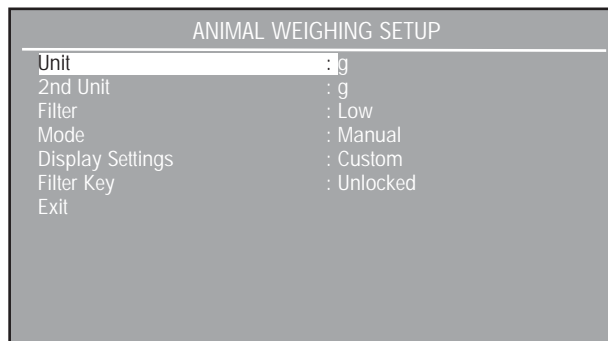 ANIMAL WEIGHING SETUP
Unit : g
2nd Unit : g
Filter : Low
Mode : Manual
Display Settings : Custom
Filter Key : Unlocked
Exit